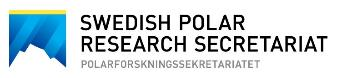 SWEDISH POLAR
RESEARCH SECRETARIAT
POLARFORSKNINGSSEKRETARIATET